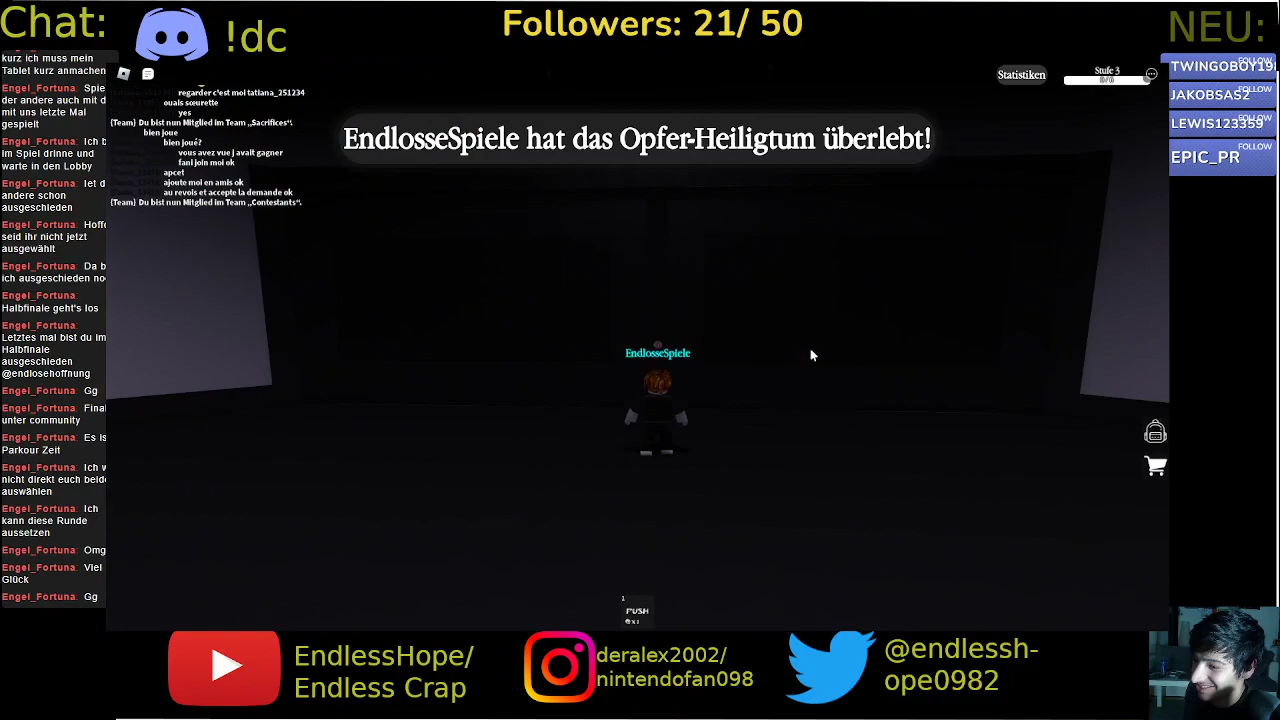 Chat:
!dc
Followers: 21/ 50
NEU:
kurz ich muss mein
Tablet kurz anmachen
Engel_Fortuna: Spie
der andere auch mit d
mit uns letzte Mal
gespielt
Engel_Fortuna: Ich b
im Spiel drinne und
warte in den Lobby
Engel_Fortuna: let d
andere schon
ausgeschieden
Engel_Fortuna: Hoffe
seid ihr nicht jetzt
ausgewählt
Engel_Fortuna: Da b
ich ausgeschieden no
Engel_Fortuna:
Halbfinale geht's los
Engel_Fortuna:
Letztes mal bist du im
Halbfinale
ausgeschieden
@endlosehoffnung
Engel_Fortuna: Gg
Engel_Fortuna: Final
unter community
Engel_Fortuna: Es is
Parkour Zeit
Engel_Fortuna: Ich w
nicht direkt euch beide
auswählen
Engel_Fortuna: Ich
kann diese Runde
aussetzen
Engel_Fortuna: Omg
Engel_Fortuna: Viel
Glück
Engel_Fortuna: Gg
regarder c'est moi tatiana_251234
ouais sœurette
yes
{Team} Du bist nun Mitglied im Team „Sacrifices“.
bien joue
bien joué?
vous avez vue j avait gagner
fani join moi ok
apcet
ajoute moi en amis ok
au revois et accepte la demande ok
{Team} Du bist nun Mitglied im Team „Contestants“.
Statistiken
Stufe 3
0/6
EndlosseSpiele hat das Opfer-Heiligtum überlebt!
EndlosseSpiele
1
PUSH
FOLLOW
TWINGOBOY19
FOLLOW
JAKOBSAS2
FOLLOW
LEWIS123359
FOLLOW
EPIC_PR
EndlessHope/
Endless Crap
deralex2002/
nintendofan098
@endlessh-
ope0982